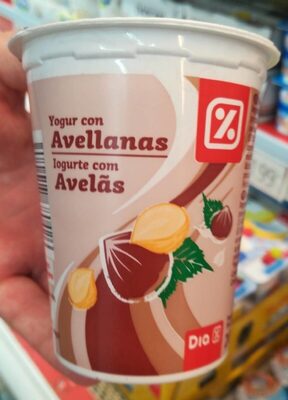 Yogur con
Avellanas
Iogurte com
Avelãs
%
DIA %